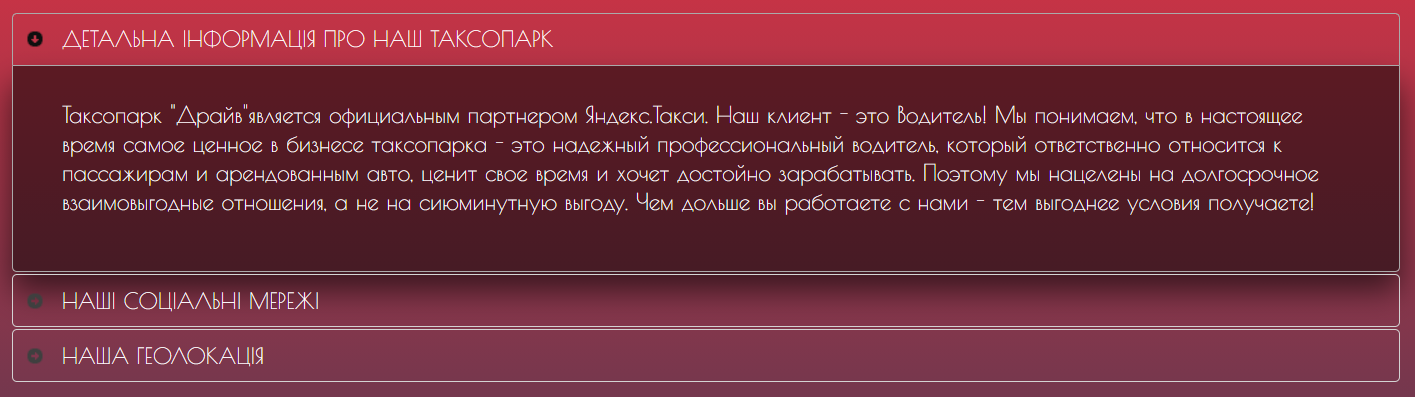 ДЕТАЛЬНА ІНФОРМАЦІЯ ПРО НАШ ТАКСОПАРК
Таксопарк "Драйв"является официальным партнером Яндекс.Такси. Наш клиент - это Водитель! Мы понимаем, что в настоящее
время самое ценное в бизнесе таксопарка - это надежный профессиональный водитель, который ответственно относится к
пассажирам и арендованным авто, ценит свое время и хочет достойно зарабатывать. Поэтому мы нацелены на долгосрочное
взаимовыгодные отношения, а не на сиюминутную выгоду. Чем дольше вы работаете с нами - тем выгоднее условия получаете!
НАШІ СОЦІАЛЬНІ МЕРЕЖІ
НАША ГЕОЛОКАЦІЯ